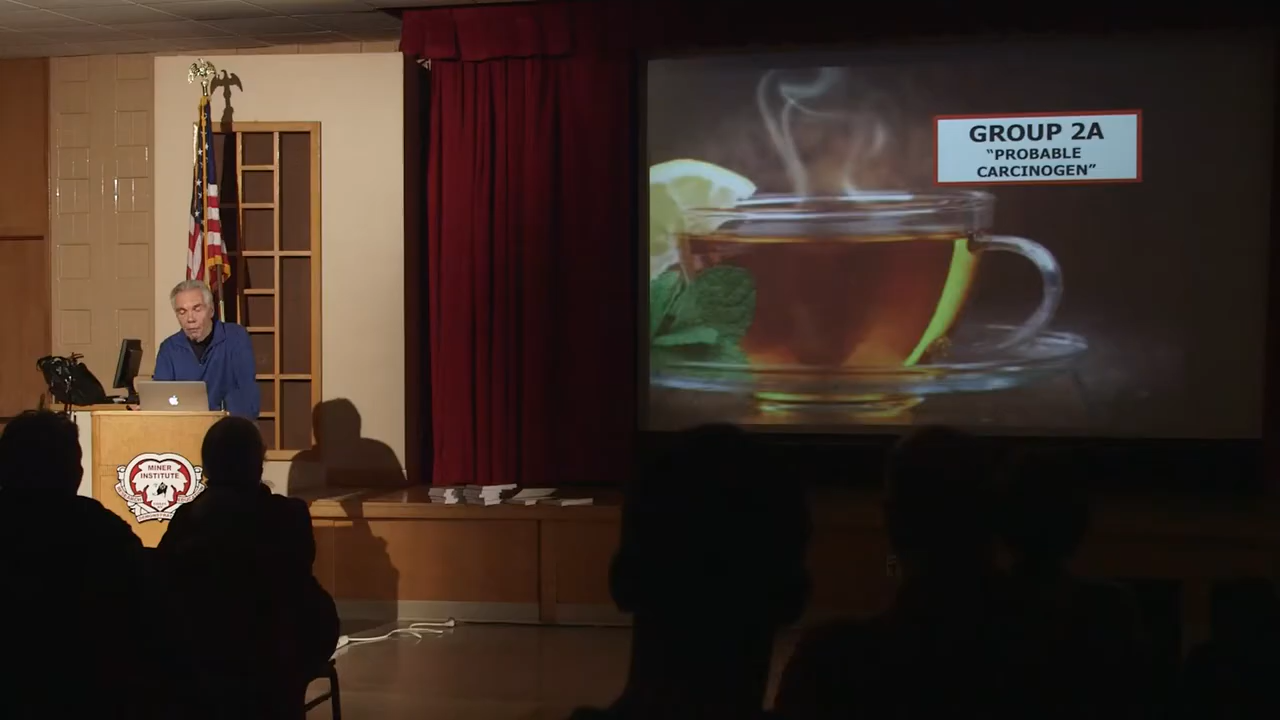 GROUP 2A
"PROBABLE
CARCINOGEN"
MINER
INSTITUTE